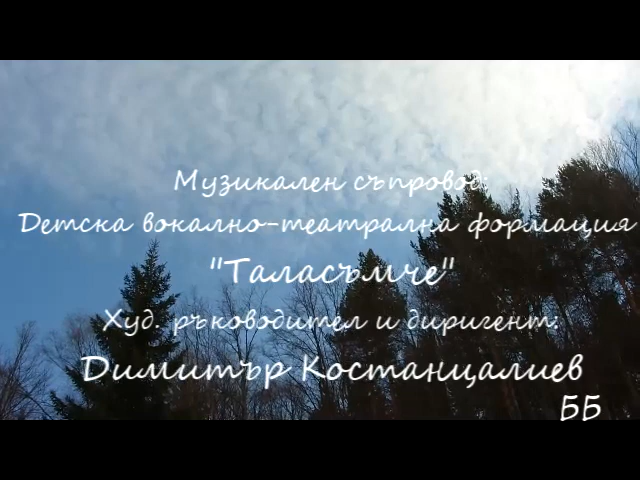 Музикален съпровод:
Детска вокално-театрална формация
"Таласъмче"
Худ. ръководител и диригент:
Димитър Костанцалиев
ББ